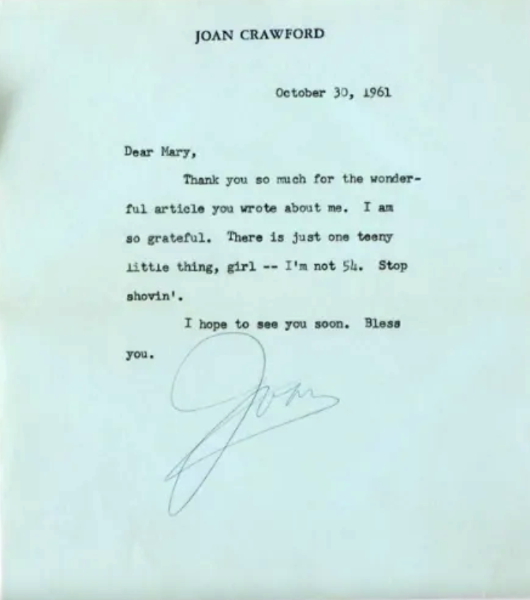 JOAN CRAWFORD
October 30, 1961
Dear Mary,
Thank you so much for the wonder-
ful article you wrote about me. I am
so grateful. There is just one teeny
little thing, girl -- I'm not 54. Stop
shovin'.
I hope to see you soon. Bless
you.
Joan